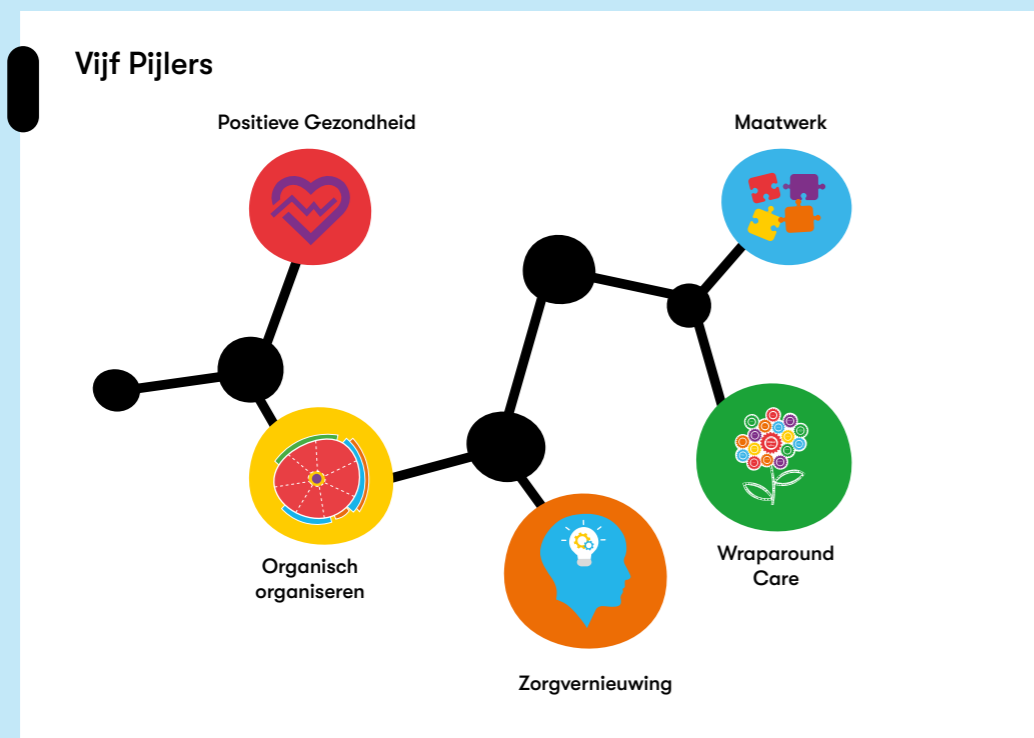 Vijf Pijlers
Positieve Gezondheid
Maatwerk
Organisch
organiseren
Wraparound
Care
Zorgvernieuwing